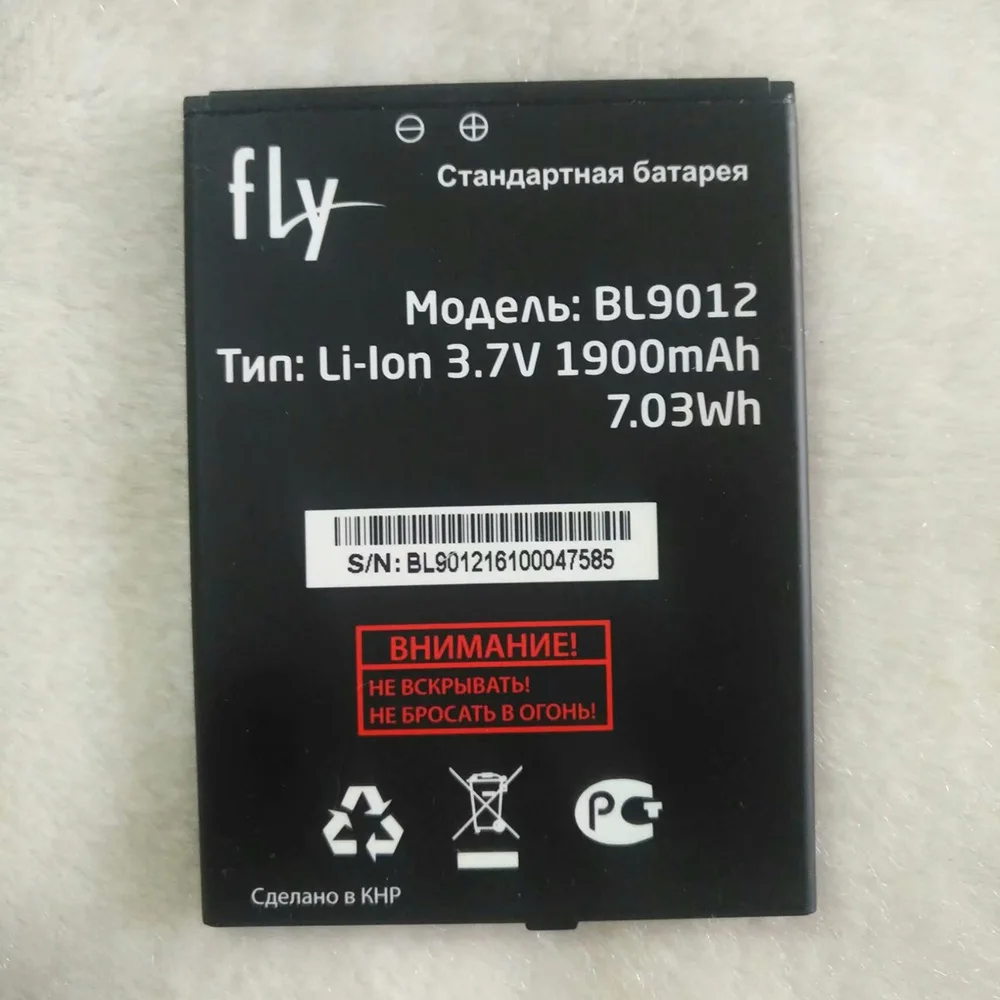 fly
Стандартная батарея
Модель: BL9012
Тип: Li-Ion 3.7V 1900mAh
7.03Wh
S/N: BL901216100047585
ВНИМАНИЕ!
НЕ ВСКРЫВАТЬ!
НЕ БРОСАТЬ В ОГОНЬ!
РСТ
Сделано в КНР